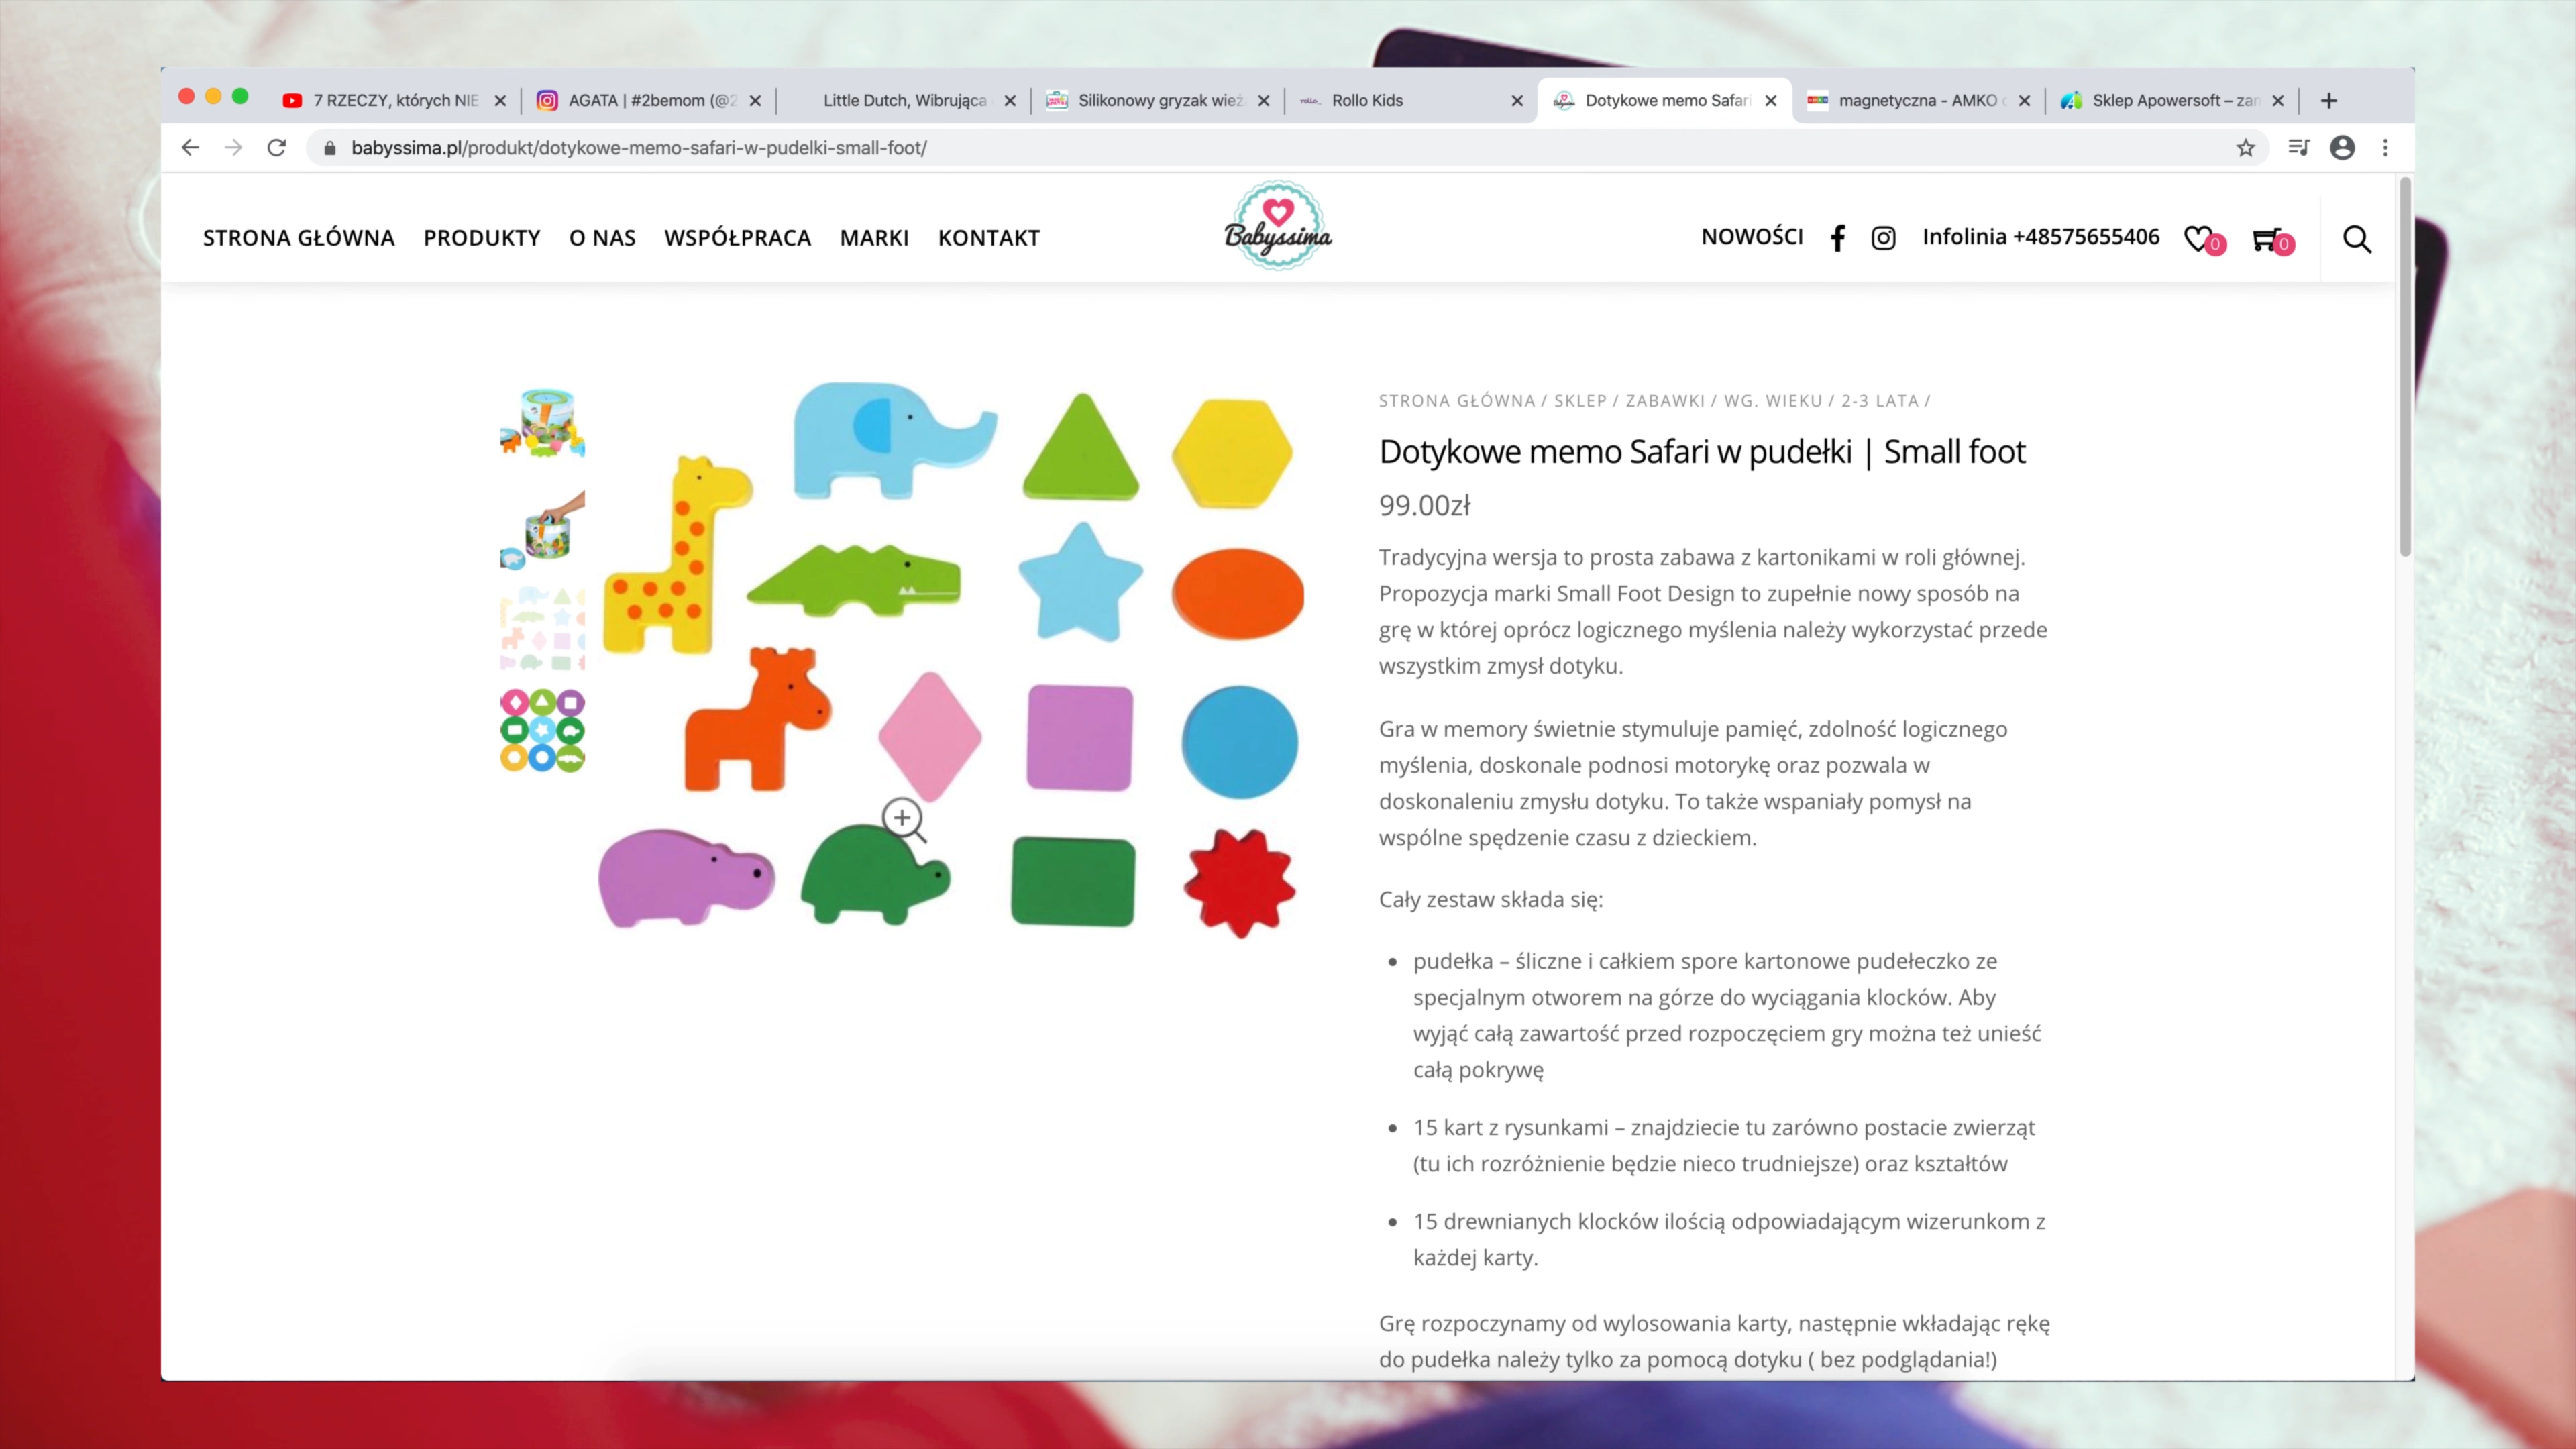 7 RZECZY, których NIE
AGATA | #2bemom (@2
Little Dutch, Wibrująca
Silikonowy gryzak wież
Rollo Kids
Dotykowe memo Safari
magnetyczna - AMKO
Sklep Apowersoft – zam
babyssima.pl/produkt/dotykowe-memo-safari-w-pudelki-small-foot/
STRONA GŁÓWNA PRODUKTY O NAS WSPÓŁPRACA MARKI KONTAKT
Babyssima
NOWOŚCI Infolinia +48575655406 0 0
STRONA GŁÓWNA / SKLEP / ZABAWKI / WG. WIEKU / 2-3 LATA /
Dotykowe memo Safari w pudełki | Small foot
99.00zł
Tradycyjna wersja to prosta zabawa z kartonikami w roli głównej.
Propozycja marki Small Foot Design to zupełnie nowy sposób na
grę w której oprócz logicznego myślenia należy wykorzystać przede
wszystkim zmysł dotyku.
Gra w memory świetnie stymuluje pamięć, zdolność logicznego
myślenia, doskonale podnosi motorykę oraz pozwala w
doskonaleniu zmysłu dotyku. To także wspaniały pomysł na
wspólne spędzenie czasu z dzieckiem.
Cały zestaw składa się:
pudełka – śliczne i całkiem spore kartonowe pudełeczko ze
specjalnym otworem na górze do wyciągania klocków. Aby
wyjąć całą zawartość przed rozpoczęciem gry można też unieść
całą pokrywę
15 kart z rysunkami – znajdziecie tu zarówno postacie zwierząt
(tu ich rozróżnienie będzie nieco trudniejsze) oraz kształtów
15 drewnianych klocków ilością odpowiadającym wizerunkom z
każdej karty.
Grę rozpoczynamy od wylosowania karty, następnie wkładając rękę
do pudełka należy tylko za pomocą dotyku ( bez podglądania!)